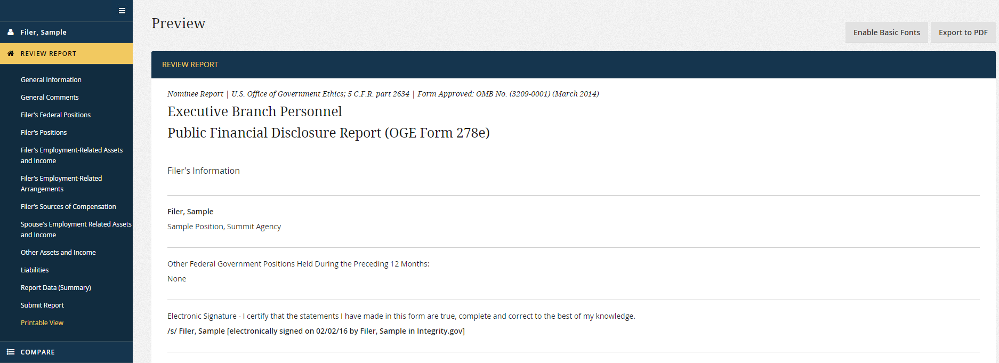 Filer, Sample
REVIEW REPORT
General Information
General Comments
Filer's Federal Positions
Filer's Positions
Filer's Employment-Related Assets
and Income
Filer's Employment-Related
Arrangements
Filer's Sources of Compensation
Spouse's Employment Related Assets
and Income
Other Assets and Income
Liabilities
Report Data (Summary)
Submit Report
Printable View
COMPARE
Preview
Enable Basic Fonts
Export to PDF
REVIEW REPORT
Nominee Report | U.S. Office of Government Ethics; 5 C.F.R. part 2634 | Form Approved: OMB No. (3209-0001) (March 2014)
Executive Branch Personnel
Public Financial Disclosure Report (OGE Form 278e)
Filer's Information
Filer, Sample
Sample Position, Summit Agency
Other Federal Government Positions Held During the Preceding 12 Months:
None
Electronic Signature - I certify that the statements I have made in this form are true, complete and correct to the best of my knowledge.
/s/ Filer, Sample [electronically signed on 02/02/16 by Filer, Sample in Integrity.gov]